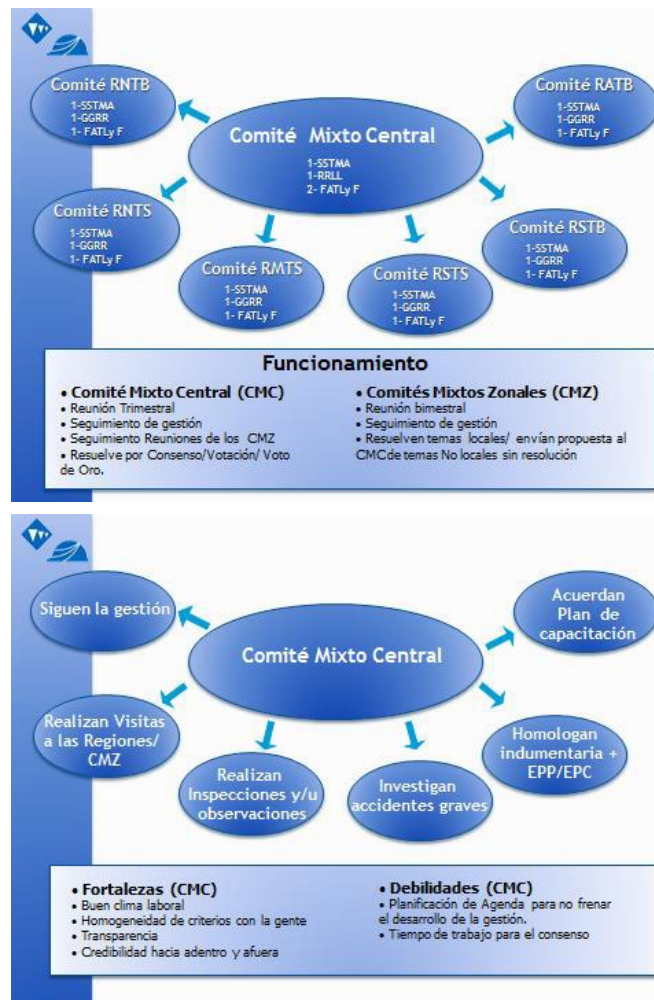 Comité RNTB
1-SSTMA
1-GGRR
1- FATLy F
Comité Mixto Central
1-SSTMA
1-RRLL
2- FATLy F
Comité RATB
1-SSTMA
1-GGRR
1- FATLy F
Comité RNTS
1-SSTMA
1-GGRR
1- FATLy F
Comité RMTS
1-SSTMA
1-GGRR
1- FATLy F
Comité RSTS
1-SSTMA
1-GGRR
1- FATLy F
Comité RSTB
1-SSTMA
1-GGRR
1- FATLy F
Funcionamiento
• Comité Mixto Central (CMC)
• Reunión Trimestral
• Seguimiento de gestión
• Seguimiento Reuniones de los CMZ
• Resuelve por Consenso/Votación/ Voto
de Oro.
• Comités Mixtos Zonales (CMZ)
• Reunión bimestral
• Seguimiento de gestión
• Resuelven temas locales/ envían propuesta al
CMC de temas No locales sin resolución
Siguen la gestión
Comité Mixto Central
Acuerdan
Plan de
capacitación
Realizan Visitas
a las Regiones/
CMZ
Realizan
Inspecciones y/u
observaciones
Investigan
accidentes graves
Homologan
indumentaria +
EPP/EPC
• Fortalezas (CMC)
• Buen clima laboral
• Homogeneidad de criterios con la gente
• Transparencia
• Credibilidad hacia adentro y afuera
• Debilidades (CMC)
• Planificación de Agenda para no frenar
el desarrollo de la gestión.
• Tiempo de trabajo para el consenso